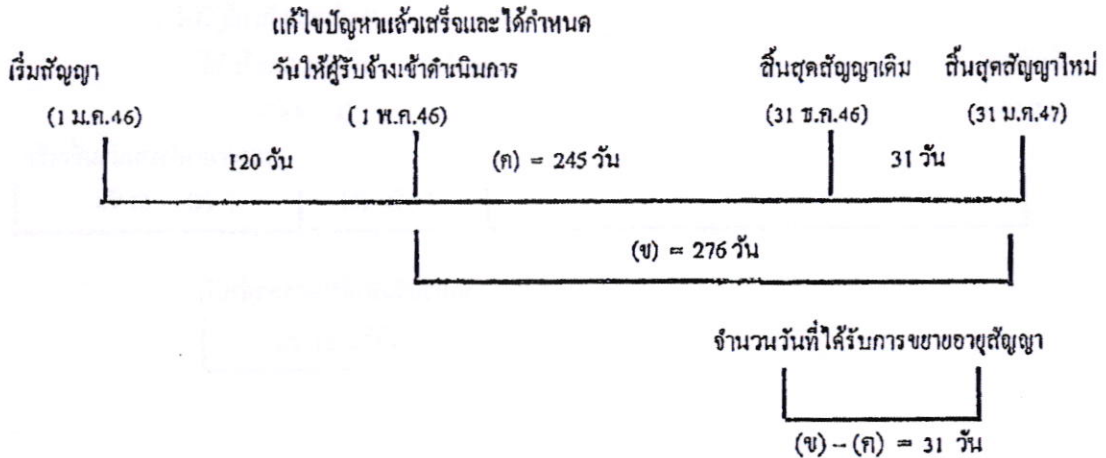 แก้ไขปัญหาแล้วเสร็จและได้กำหนด
เริ่มสัญญา วันให้ผู้รับจ้างเข้าดำเนินการ สิ้นสุดสัญญาเดิม สิ้นสุดสัญญาใหม่
(1 ม.ค.46) (1 พ.ค.46) (31 ธ.ค.46) (31 ม.ค.47)
120 วัน (ค) = 245 วัน 31 วัน
(ข) = 276 วัน
จำนวนวันที่ได้รับการขยายอายุสัญญา
(ข) – (ค) = 31 วัน